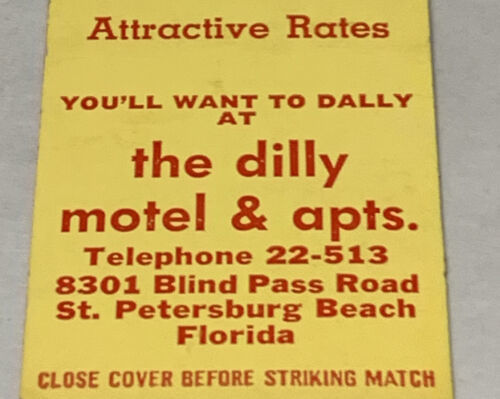 Attractive Rates
YOU'LL WANT TO DALLY
AT
the dilly
motel & apts.
Telephone 22-513
8301 Blind Pass Road
St. Petersburg Beach
Florida
CLOSE COVER BEFORE STRIKING MATCH